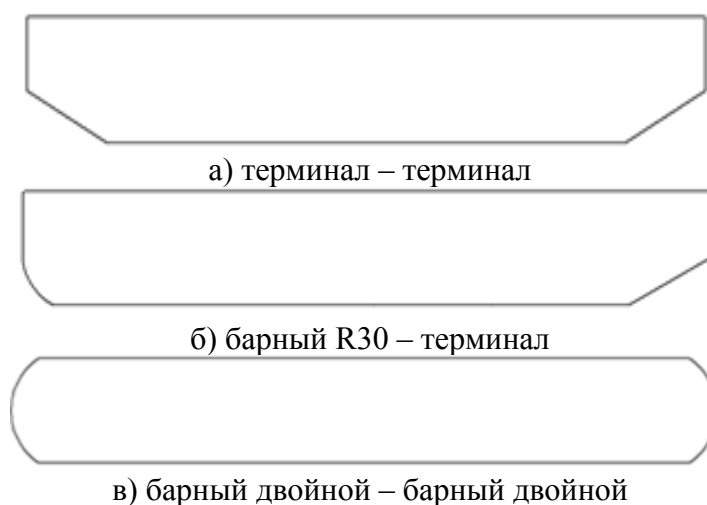 а) терминал – терминал
б) барный R30 – терминал
в) барный двойной – барный двойной